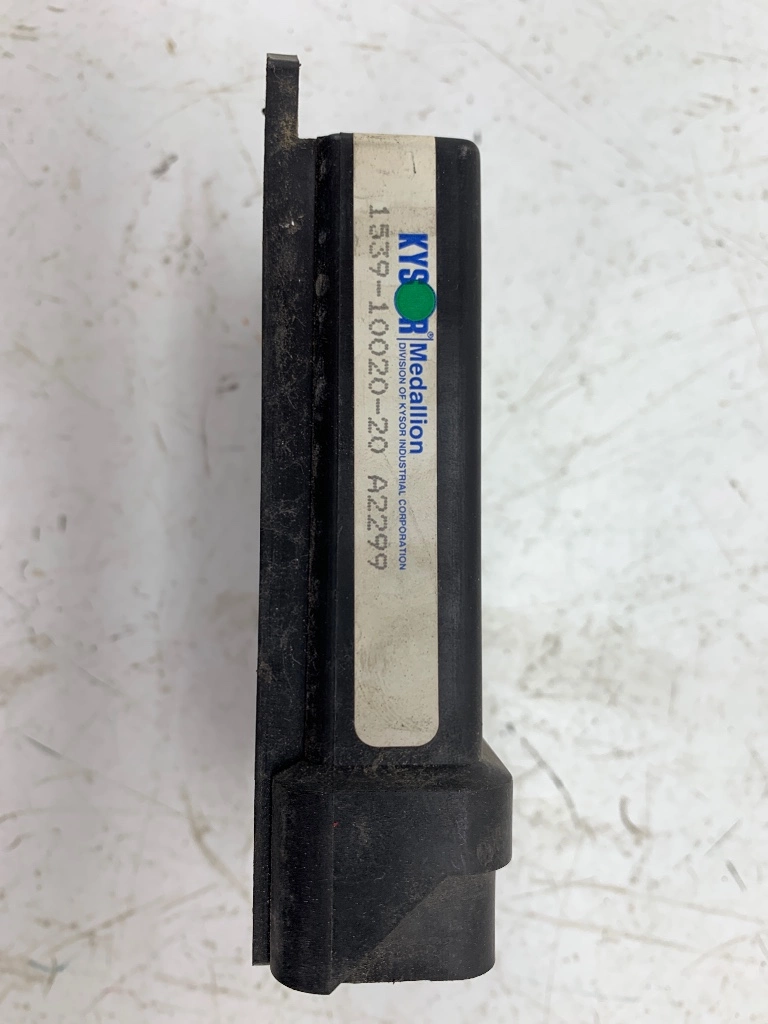 KYSOR® Medallion
DIVISION OF KYSOR INDUSTRIAL CORPORATION
1539-10020-20 A2299